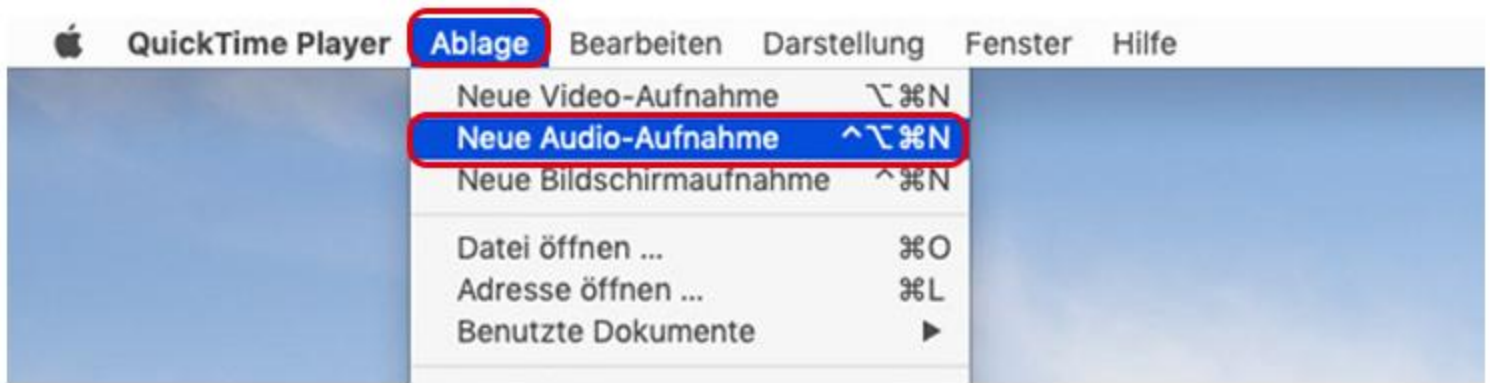 QuickTime Player Ablage Bearbeiten Darstellung Fenster Hilfe
Neue Video-Aufnahme ⌥⌘N
Neue Audio-Aufnahme ^⌥⌘N
Neue Bildschirmaufnahme ^⌘N
Datei öffnen ... ⌘O
Adresse öffnen ... ⌘L
Benutzte Dokumente ▶